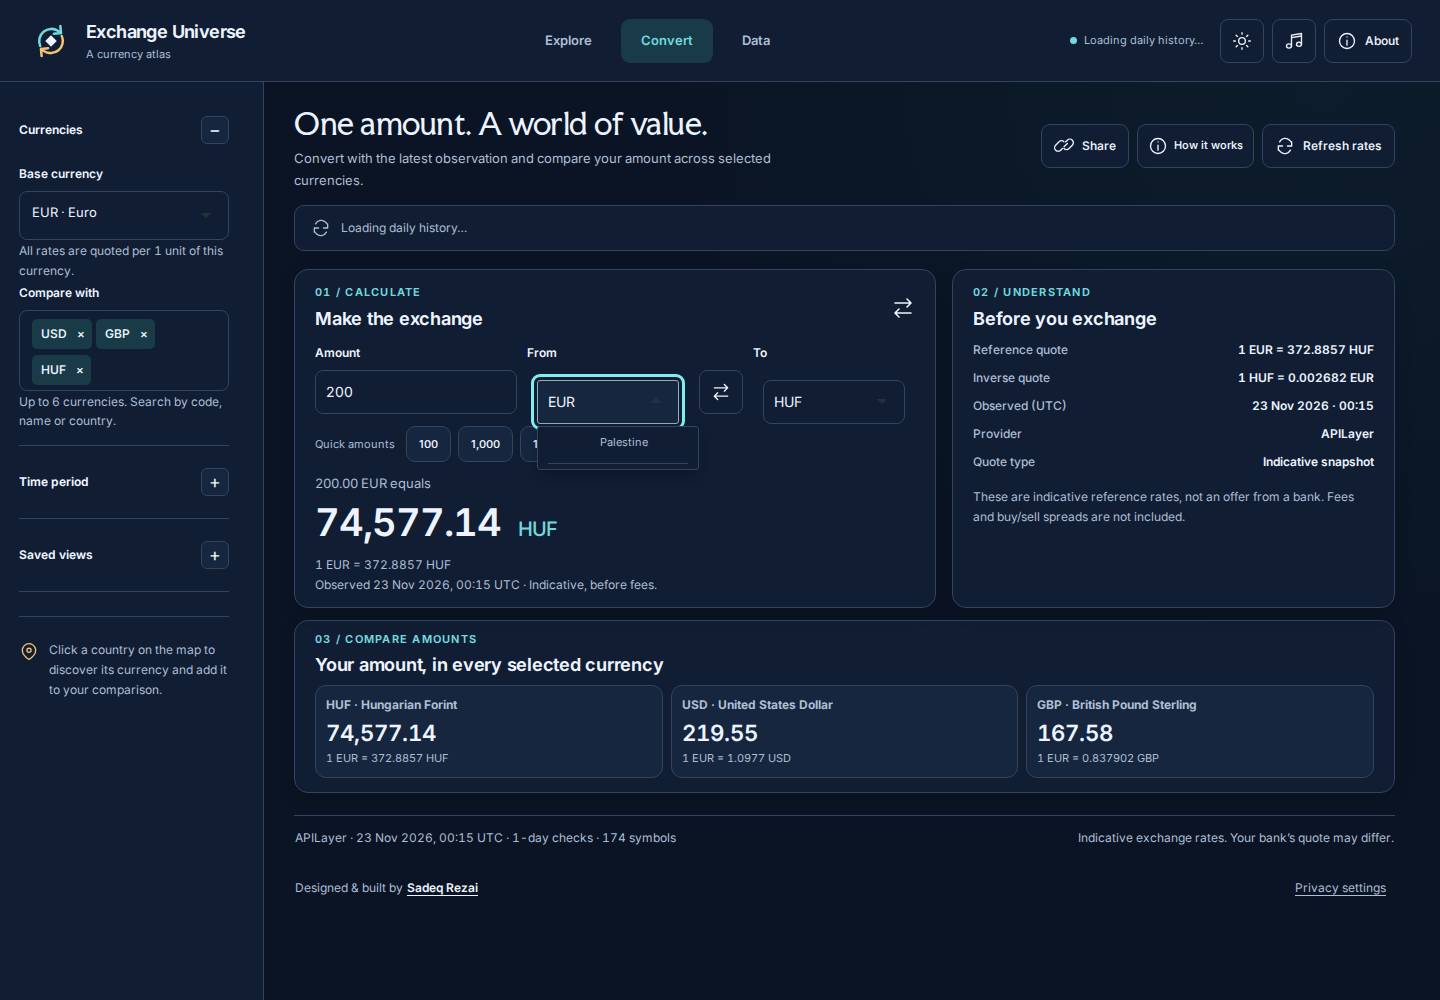 Exchange Universe
A currency atlas
Explore
Convert
Data
Loading daily history...
About
Currencies
−
Base currency
EUR · Euro
All rates are quoted per 1 unit of this
currency.
Compare with
USD ×
GBP ×
HUF ×
Up to 6 currencies. Search by code,
name or country.
Time period
+
Saved views
+
Click a country on the map to
discover its currency and add it
to your comparison.
One amount. A world of value.
Convert with the latest observation and compare your amount across selected
currencies.
Share
How it works
Refresh rates
Loading daily history...
01 / CALCULATE
Make the exchange
Amount
From
To
200
EUR
HUF
Quick amounts
100
1,000
Palestine
200.00 EUR equals
74,577.14 HUF
1 EUR = 372.8857 HUF
Observed 23 Nov 2026, 00:15 UTC · Indicative, before fees.
02 / UNDERSTAND
Before you exchange
Reference quote 1 EUR = 372.8857 HUF
Inverse quote 1 HUF = 0.002682 EUR
Observed (UTC) 23 Nov 2026 · 00:15
Provider APILayer
Quote type Indicative snapshot
These are indicative reference rates, not an offer from a bank. Fees
and buy/sell spreads are not included.
03 / COMPARE AMOUNTS
Your amount, in every selected currency
HUF · Hungarian Forint
74,577.14
1 EUR = 372.8857 HUF
USD · United States Dollar
219.55
1 EUR = 1.0977 USD
GBP · British Pound Sterling
167.58
1 EUR = 0.837902 GBP
APILayer · 23 Nov 2026, 00:15 UTC · 1-day checks · 174 symbols
Indicative exchange rates. Your bank's quote may differ.
Designed & built by Sadeq Rezai
Privacy settings